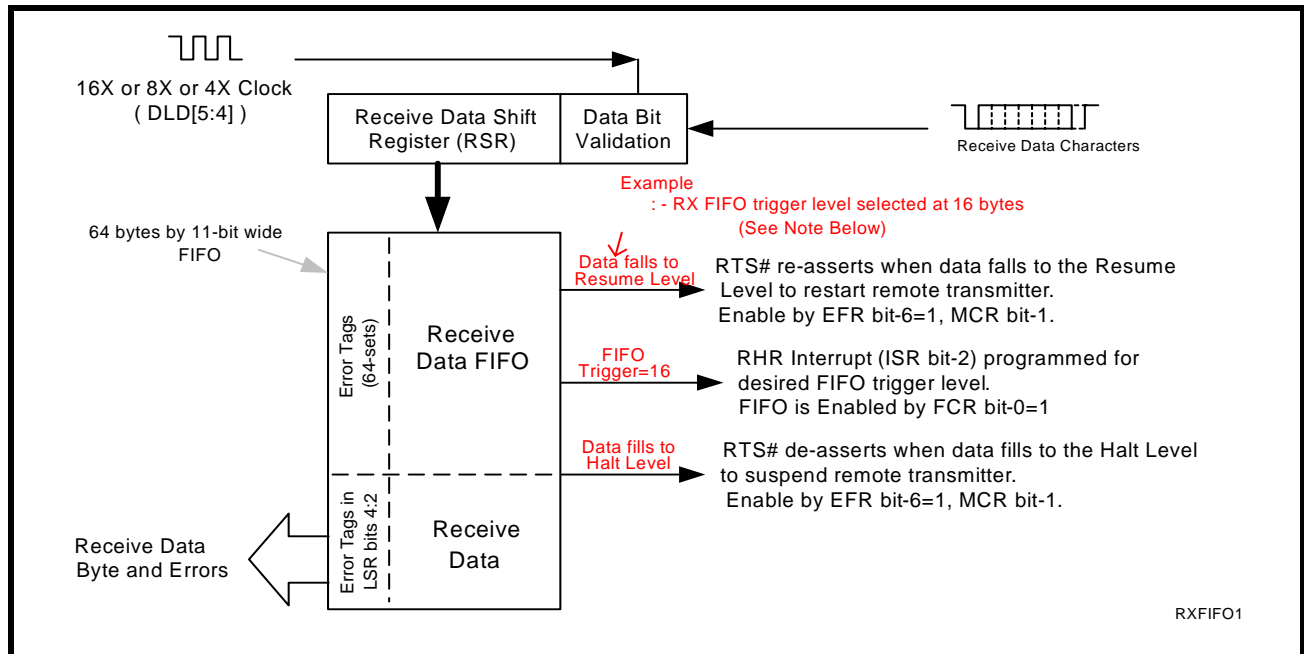 16X or 8X or 4X Clock
( DLD[5:4] )
Receive Data Shift
Register (RSR)
Data Bit
Validation
Receive Data Characters
Example
: - RX FIFO trigger level selected at 16 bytes
(See Note Below)
64 bytes by 11-bit wide
FIFO
Data falls to
Resume Level
RTS# re-asserts when data falls to the Resume
Level to restart remote transmitter.
Enable by EFR bit-6=1, MCR bit-1.
Error Tags
(64-sets)
Receive
Data FIFO
FIFO
Trigger=16
RHR Interrupt (ISR bit-2) programmed for
desired FIFO trigger level.
FIFO is Enabled by FCR bit-0=1
Data fills to
Halt Level
RTS# de-asserts when data fills to the Halt Level
to suspend remote transmitter.
Enable by EFR bit-6=1, MCR bit-1.
Error Tags in
LSR bits 4:2
Receive
Data
Receive Data
Byte and Errors
RXFIFO1